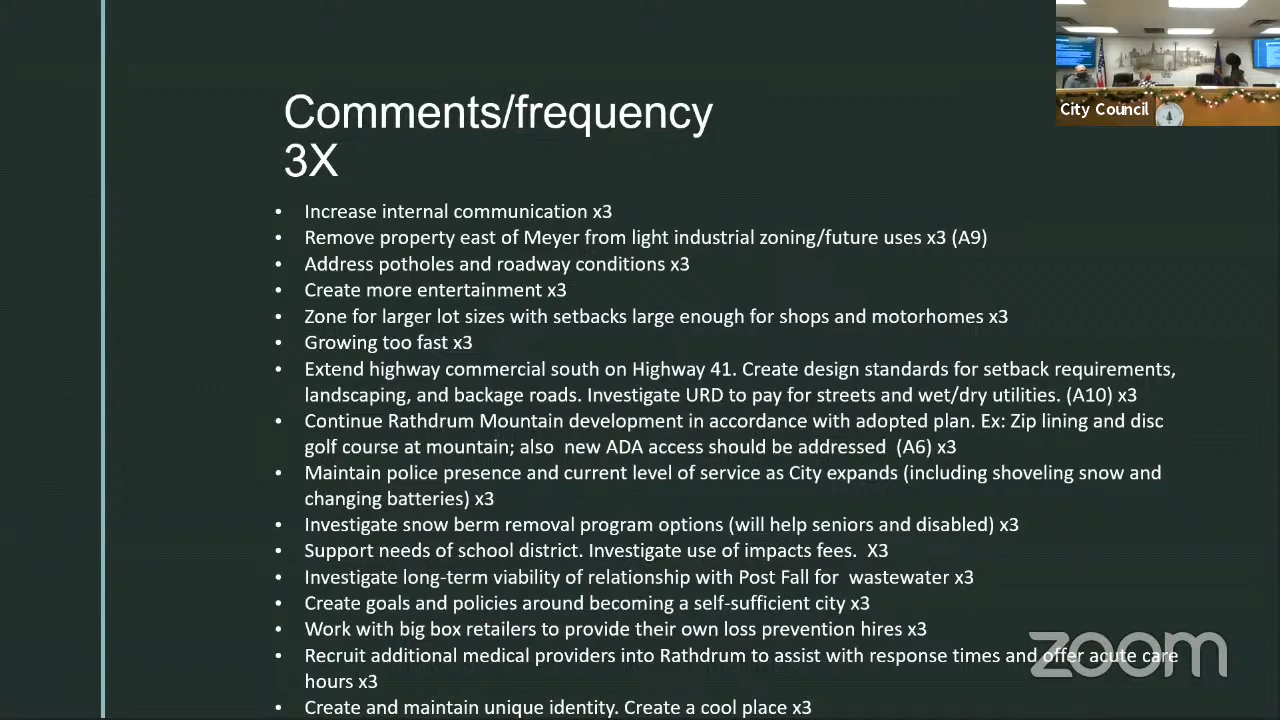 Comments/frequency
3X
City Council
• Increase internal communication x3
• Remove property east of Meyer from light industrial zoning/future uses x3 (A9)
• Address potholes and roadway conditions x3
• Create more entertainment x3
• Zone for larger lot sizes with setbacks large enough for shops and motorhomes x3
• Growing too fast x3
• Extend highway commercial south on Highway 41. Create design standards for setback requirements,
landscaping, and backage roads. Investigate URD to pay for streets and wet/dry utilities. (A10) x3
• Continue Rathdrum Mountain development in accordance with adopted plan. Ex: Zip lining and disc
golf course at mountain; also  new ADA access should be addressed  (A6) x3
• Maintain police presence and current level of service as City expands (including shoveling snow and
changing batteries) x3
• Investigate snow berm removal program options (will help seniors and disabled) x3
• Support needs of school district. Investigate use of impacts fees.  X3
• Investigate long-term viability of relationship with Post Fall for  wastewater x3
• Create goals and policies around becoming a self-sufficient city x3
• Work with big box retailers to provide their own loss prevention hires x3
• Recruit additional medical providers into Rathdrum to assist with response times and offer acute care
hours x3
• Create and maintain unique identity. Create a cool place x3
zoom